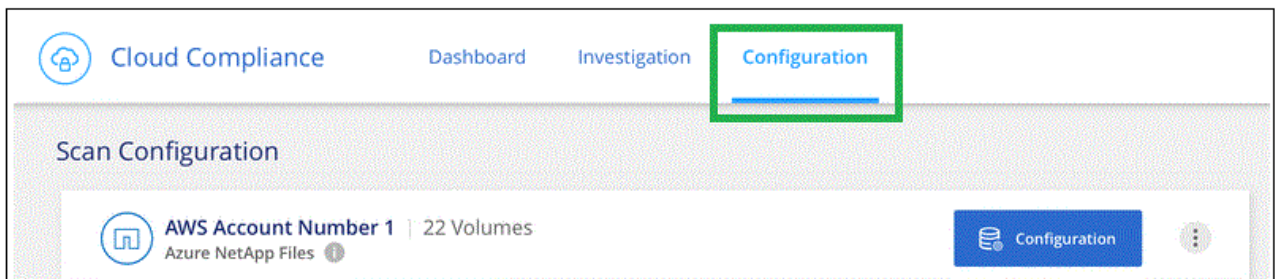 Cloud Compliance Dashboard Investigation Configuration
Scan Configuration
AWS Account Number 1 | 22 Volumes
Azure NetApp Files
Configuration